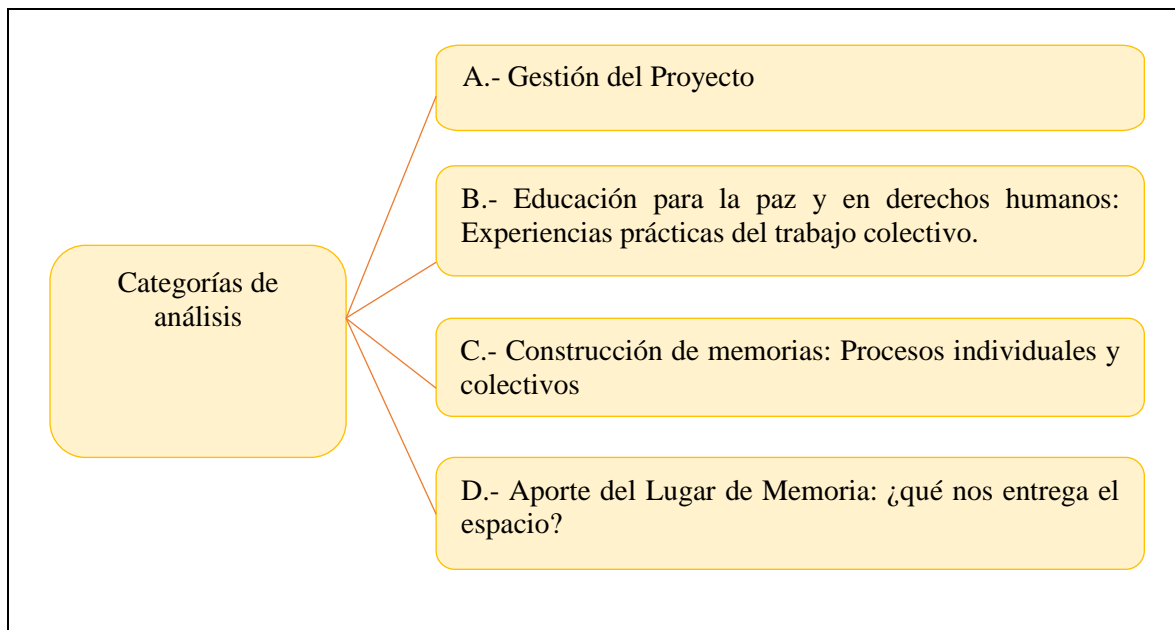 Categorías de
análisis
A.- Gestión del Proyecto
B.- Educación para la paz y en derechos humanos:
Experiencias prácticas del trabajo colectivo.
C.- Construcción de memorias: Procesos individuales y
colectivos
D.- Aporte del Lugar de Memoria: ¿qué nos entrega el
espacio?